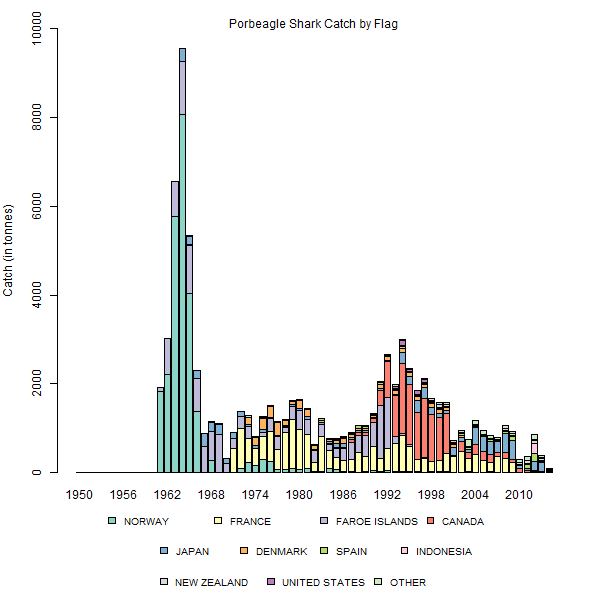 Porbeagle Shark Catch by Flag
Catch (in tonnes)
10000
8000
6000
4000
2000
0
1950 1956 1962 1968 1974 1980 1986 1992 1998 2004 2010
NORWAY FRANCE FAROE ISLANDS CANADA
JAPAN DENMARK SPAIN INDONESIA
NEW ZEALAND UNITED STATES OTHER